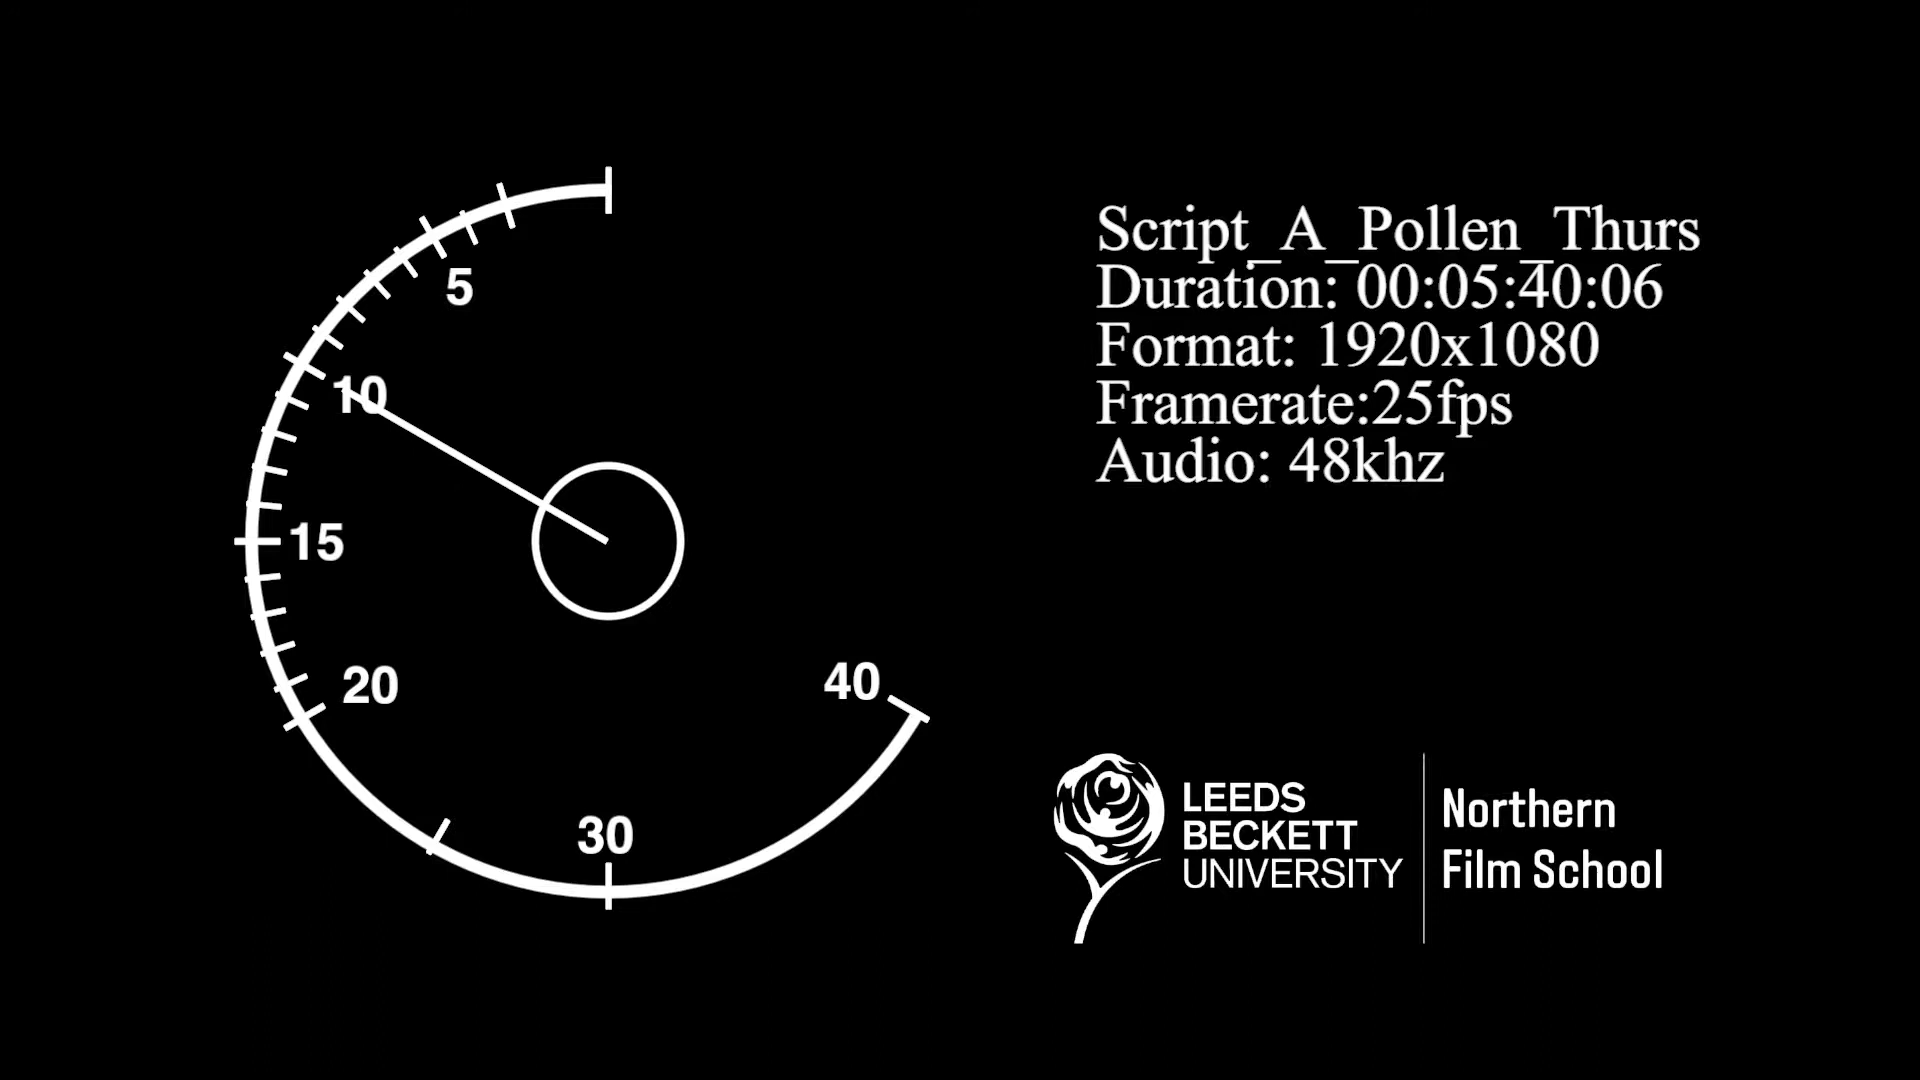 Script_A_Pollen_Thurs
Duration: 00:05:40:06
Format: 1920x1080
Framerate:25fps
Audio: 48khz
5
10
15
20
30
40
LEEDS
BECKETT
UNIVERSITY
Northern
Film School